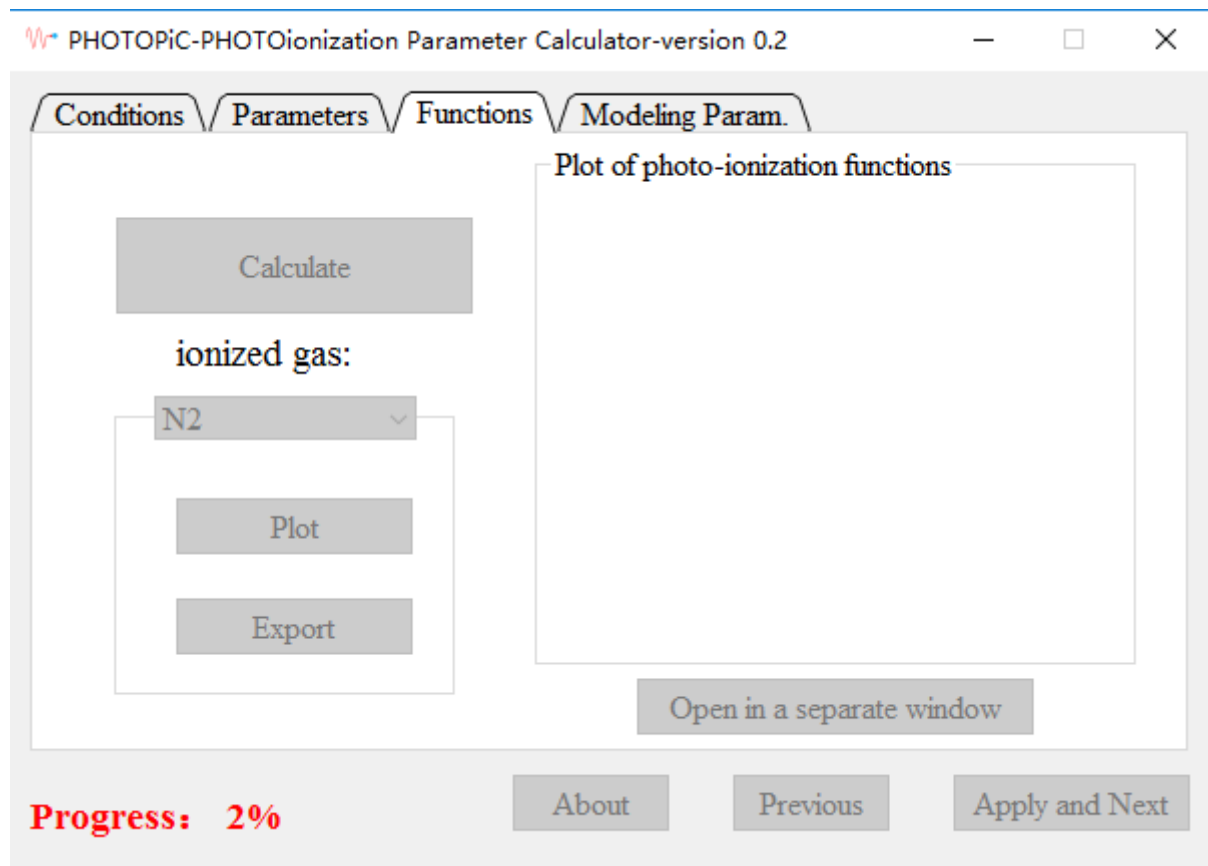 PHOTOPiC-PHOTOionization Parameter Calculator-version 0.2
Conditions Parameters Functions Modeling Param.
Plot of photo-ionization functions
Calculate
ionized gas:
N2
Plot
Export
Open in a separate window
Progress： 2%
About Previous Apply and Next